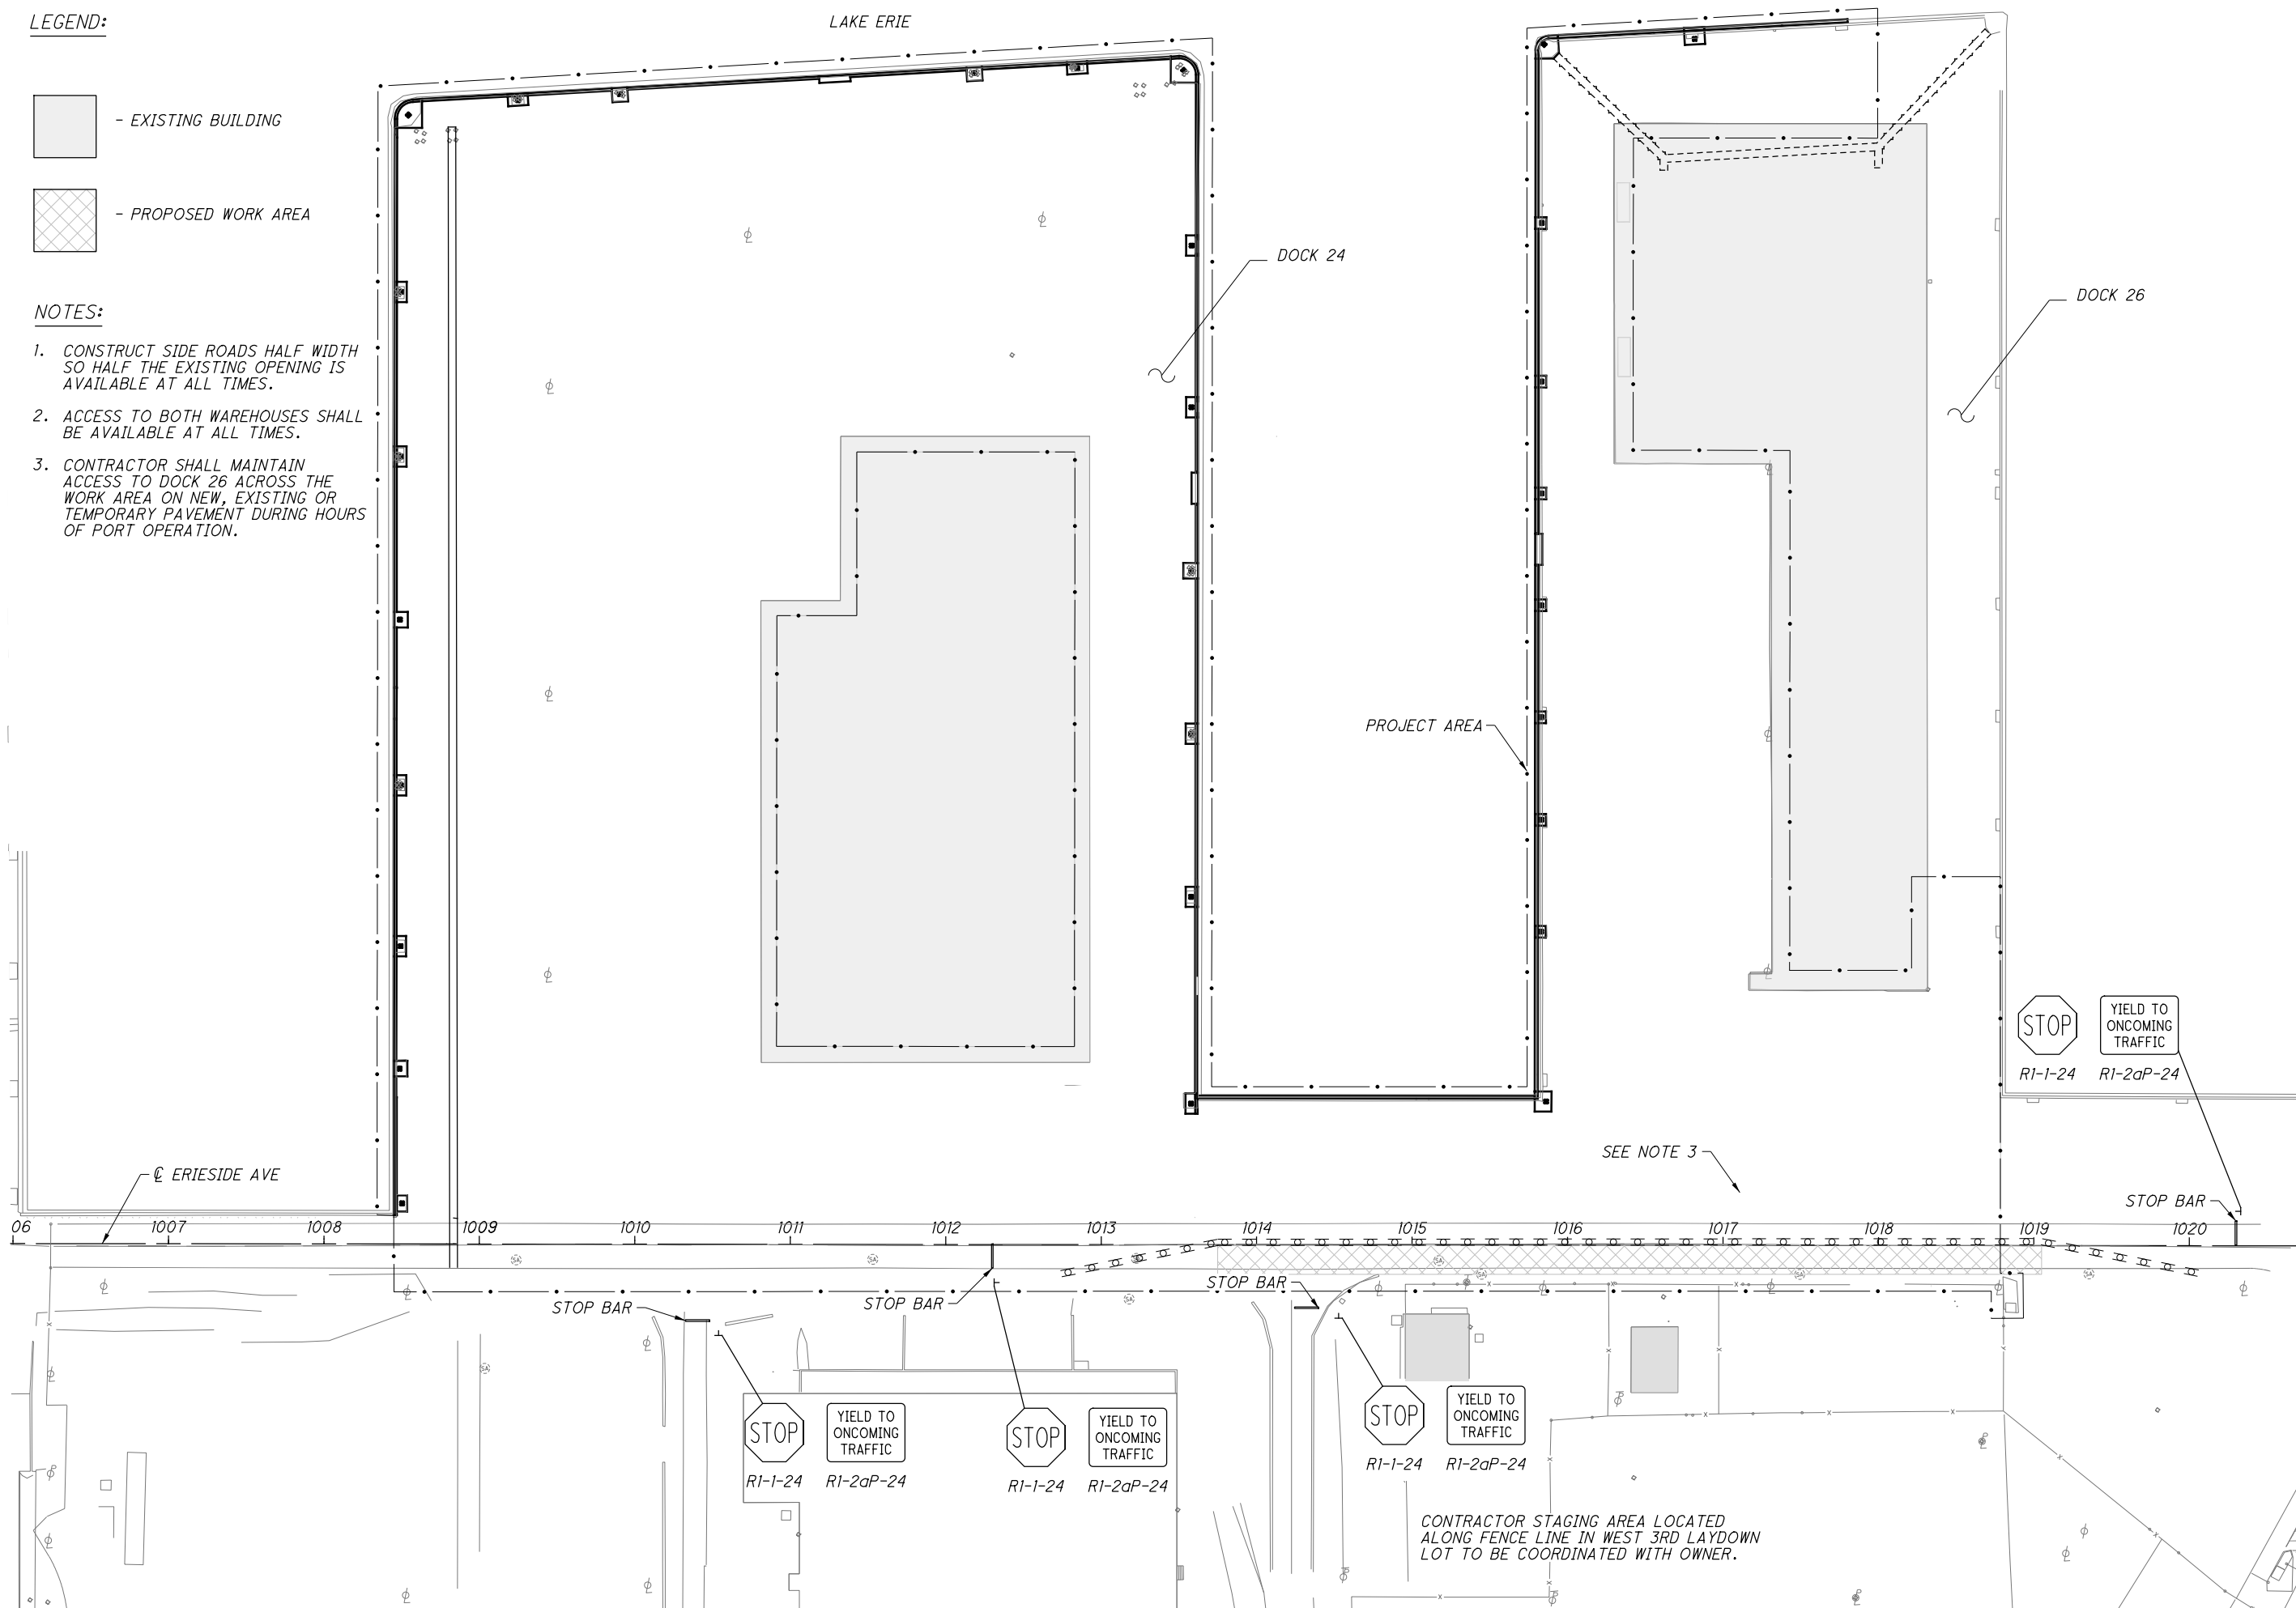 LEGEND:
LAKE ERIE
- EXISTING BUILDING
- PROPOSED WORK AREA
NOTES:
1. CONSTRUCT SIDE ROADS HALF WIDTH
SO HALF THE EXISTING OPENING IS
AVAILABLE AT ALL TIMES.
2. ACCESS TO BOTH WAREHOUSES SHALL
BE AVAILABLE AT ALL TIMES.
3. CONTRACTOR SHALL MAINTAIN
ACCESS TO DOCK 26 ACROSS THE
WORK AREA ON NEW, EXISTING OR
TEMPORARY PAVEMENT DURING HOURS
OF PORT OPERATION.
DOCK 24
DOCK 26
PROJECT AREA
STOP
YIELD TO
ONCOMING
TRAFFIC
R1-1-24
R1-2aP-24
SEE NOTE 3
℄ ERIESIDE AVE
STOP BAR
06 1007 1008 1009 1010 1011 1012 1013 1014 1015 1016 1017 1018 1019 1020
STOP BAR
STOP BAR
STOP BAR
STOP
YIELD TO
ONCOMING
TRAFFIC
R1-1-24
R1-2aP-24
STOP
YIELD TO
ONCOMING
TRAFFIC
R1-1-24
R1-2aP-24
STOP
YIELD TO
ONCOMING
TRAFFIC
R1-1-24
R1-2aP-24
CONTRACTOR STAGING AREA LOCATED
ALONG FENCE LINE IN WEST 3RD LAYDOWN
LOT TO BE COORDINATED WITH OWNER.